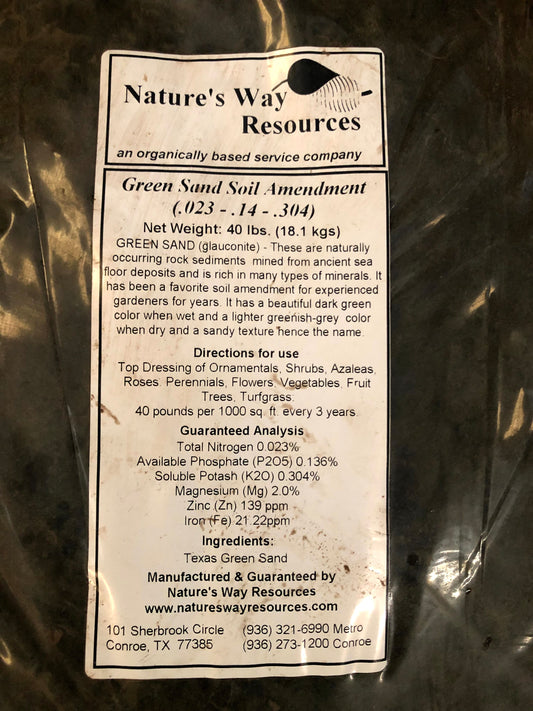 Nature's Way
Resources
an organically based service company
Green Sand Soil Amendment
(.023 - .14 - .304)
Net Weight: 40 lbs. (18.1 kgs)
GREEN SAND (glauconite) - These are naturally
occurring rock sediments mined from ancient sea
floor deposits and is rich in many types of minerals. It
has been a favorite soil amendment for experienced
gardeners for years. It has a beautiful dark green
color when wet and a lighter greenish-grey color
when dry and a sandy texture hence the name.
Directions for use
Top Dressing of Ornamentals, Shrubs, Azaleas,
Roses, Perennials, Flowers, Vegetables, Fruit
Trees, Turfgrass.
40 pounds per 1000 sq. ft. every 3 years.
Guaranteed Analysis
Total Nitrogen 0.023%
Available Phosphate (P2O5) 0.136%
Soluble Potash (K2O) 0.304%
Magnesium (Mg) 2.0%
Zinc (Zn) 139 ppm
Iron (Fe) 21.22ppm
Ingredients:
Texas Green Sand
Manufactured & Guaranteed by
Nature's Way Resources
www.natureswayresources.com
101 Sherbrook Circle (936) 321-6990 Metro
Conroe, TX 77385 (936) 273-1200 Conroe